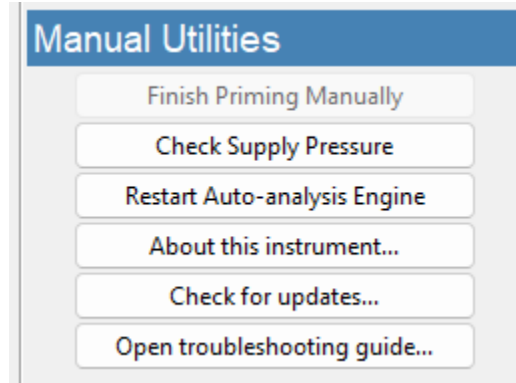 Manual Utilities
Finish Priming Manually
Check Supply Pressure
Restart Auto-analysis Engine
About this instrument...
Check for updates...
Open troubleshooting guide...